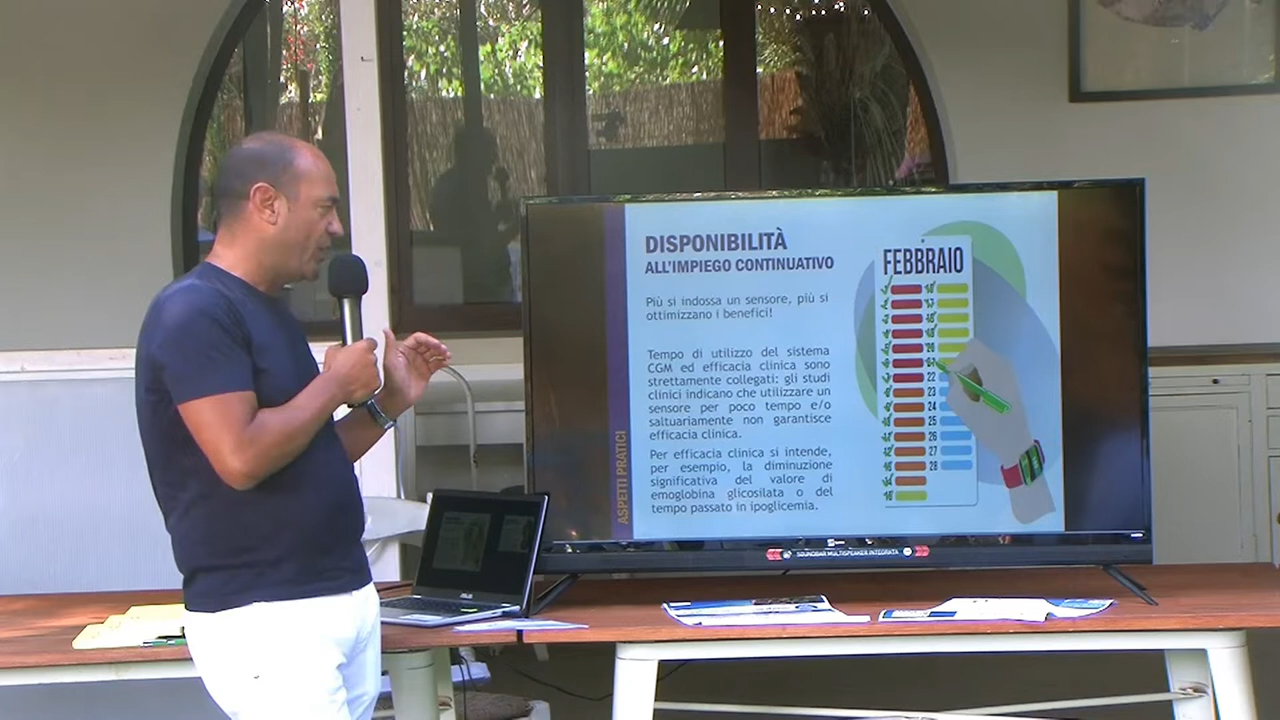 DISPONIBILITÀ
ALL'IMPIEGO CONTINUATIVO
Più si indossa un sensore, più si
ottimizzano i benefici!
Tempo di utilizzo del sistema
CGM ed efficacia clinica sono
strettamente collegati: gli studi
clinici indicano che utilizzare un
sensore per poco tempo e/o
saltuariamente non garantisce
efficacia clinica.
Per efficacia clinica si intende,
per esempio, la diminuzione
significativa del valore di
emoglobina glicosilata o del
tempo passato in ipoglicemia.
ASPETTI PRATICI
FEBBRAIO
22
23
24
25
26
27
28
SOUNDBAR MULTISPEAKER INTEGRATA
ASUS